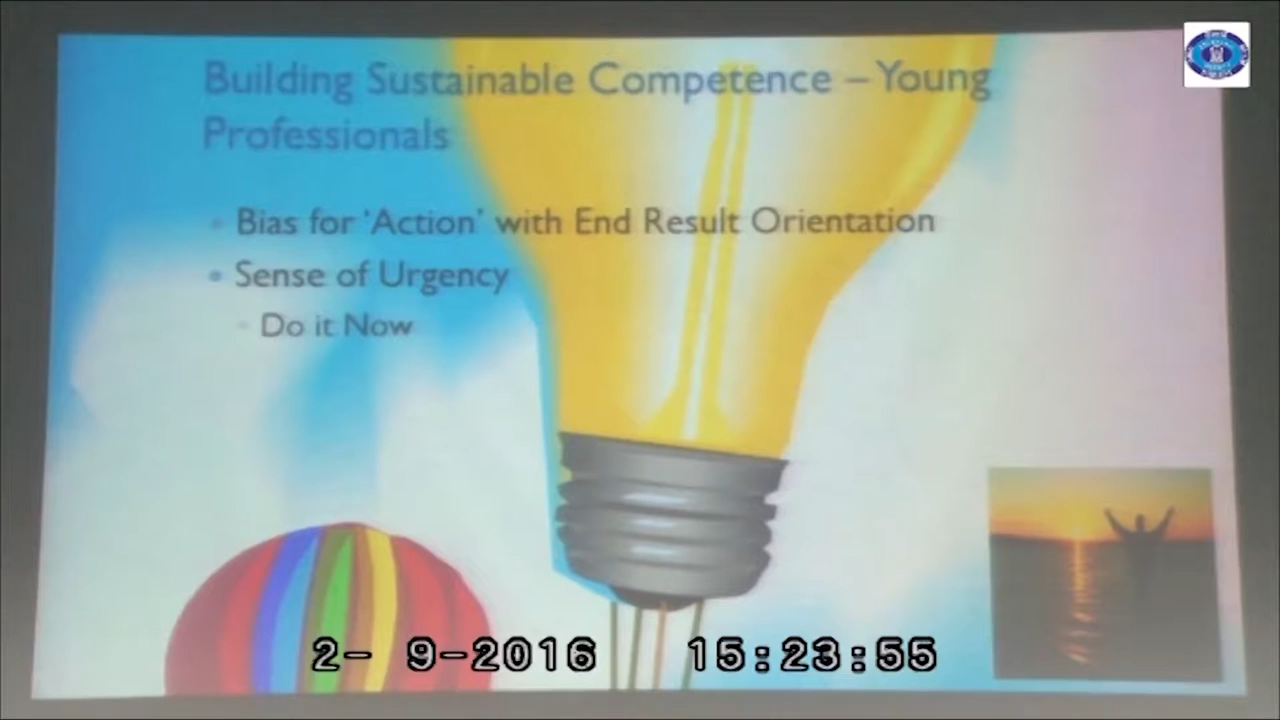 Building Sustainable Competence – Young
Professionals
• Bias for ‘Action’ with End Result Orientation
• Sense of Urgency
• Do it Now
2- 9-2016 15:23:55